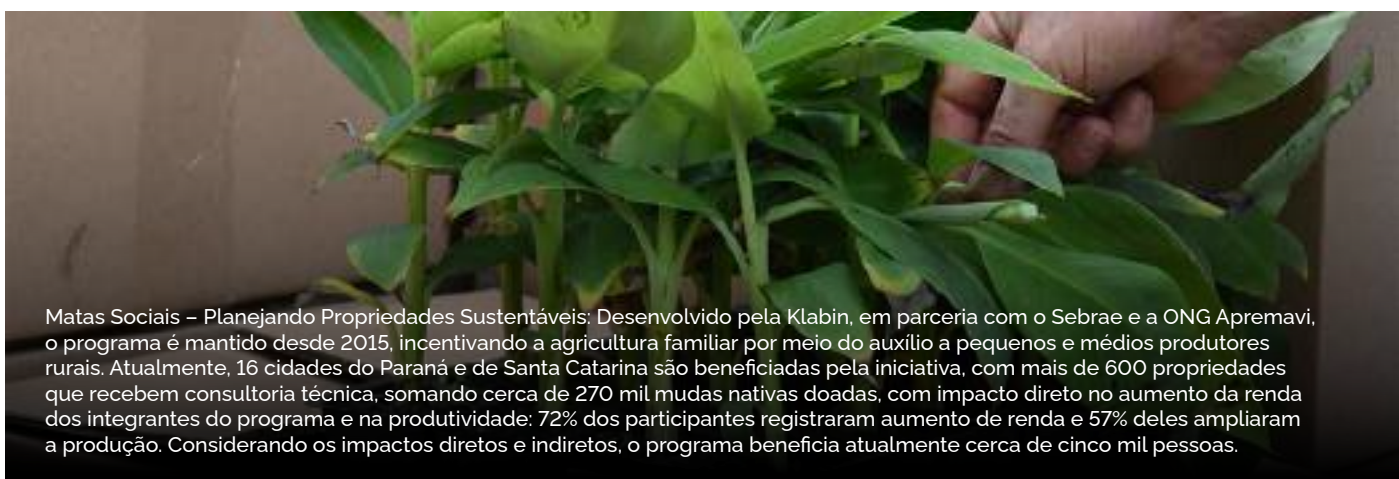 Matas Sociais – Planejando Propriedades Sustentáveis: Desenvolvido pela Klabin, em parceria com o Sebrae e a ONG Apremavi,
o programa é mantido desde 2015, incentivando a agricultura familiar por meio do auxílio a pequenos e médios produtores
rurais. Atualmente, 16 cidades do Paraná e de Santa Catarina são beneficiadas pela iniciativa, com mais de 600 propriedades
que recebem consultoria técnica, somando cerca de 270 mil mudas nativas doadas, com impacto direto no aumento da renda
dos integrantes do programa e na produtividade: 72% dos participantes registraram aumento de renda e 57% deles ampliaram
a produção. Considerando os impactos diretos e indiretos, o programa beneficia atualmente cerca de cinco mil pessoas.